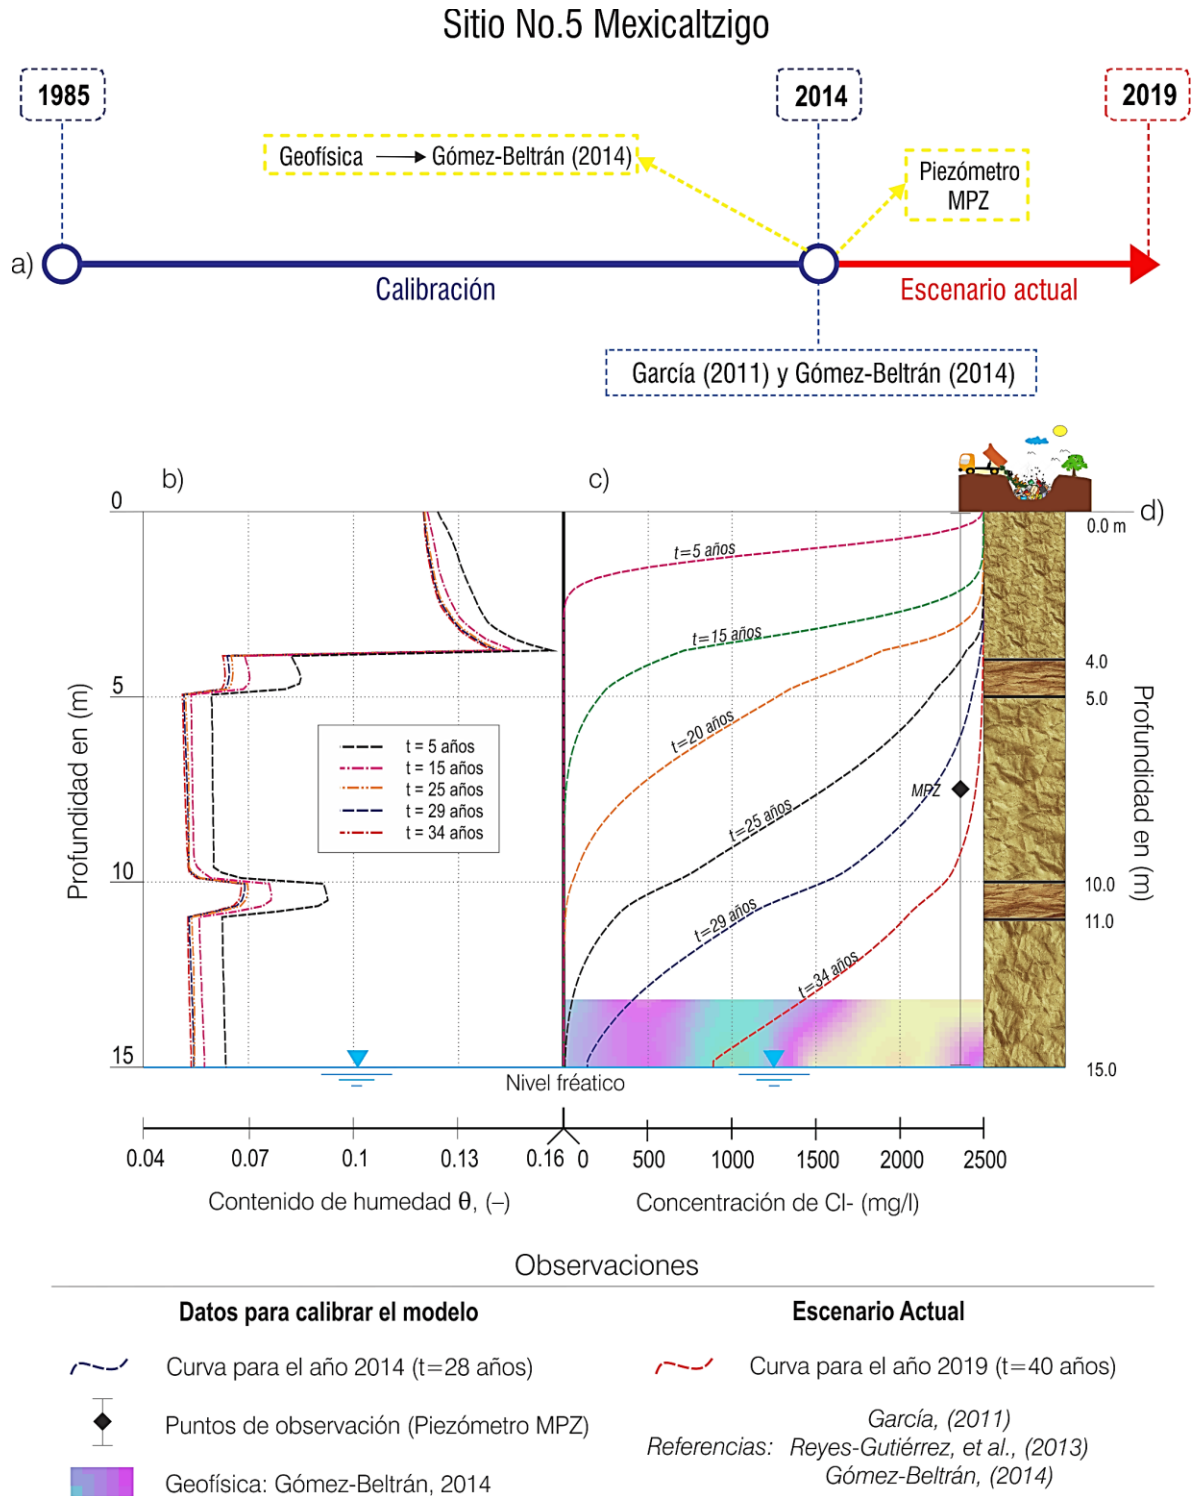 Sitio No.5 Mexicaltzigo
1985
2014
2019
Geofísica → Gómez-Beltrán (2014)
Piezómetro
MPZ
a)
Calibración
Escenario actual
García (2011) y Gómez-Beltrán (2014)
b)
c)
d)
0
5
10
15
Profundidad en (m)
t = 5 años
t = 15 años
t = 25 años
t = 29 años
t = 34 años
t=5 años
t=15 años
t=20 años
t=25 años
t=29 años
t=34 años
MPZ
0.0 m
4.0
5.0
10.0
11.0
15.0
Profundidad en (m)
Nivel fréatico
0.04 0.07 0.1 0.13 0.16
0 500 1000 1500 2000 2500
Contenido de humedad θ, (–)
Concentración de Cl- (mg/l)
Observaciones
Datos para calibrar el modelo
Curva para el año 2014 (t=28 años)
Puntos de observación (Piezómetro MPZ)
Geofísica: Gómez-Beltrán, 2014
Escenario Actual
Curva para el año 2019 (t=40 años)
García, (2011)
Referencias: Reyes-Gutiérrez, et al., (2013)
Gómez-Beltrán, (2014)